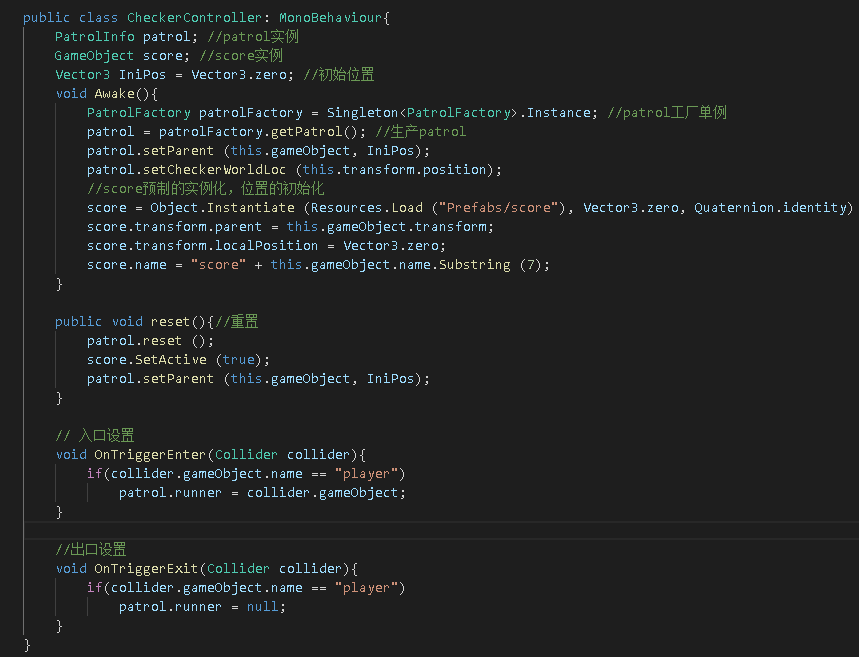 public class CheckerController: MonoBehaviour{
PatrolInfo patrol; //patrol实例
GameObject score; //score实例
Vector3 IniPos = Vector3.zero; //初始位置
void Awake(){
PatrolFactory patrolFactory = Singleton<PatrolFactory>.Instance; //patrol工厂单例
patrol = patrolFactory.getPatrol(); //生产patrol
patrol.setParent (this.gameObject, IniPos);
patrol.setCheckerWorldLoc (this.transform.position);
//score预制的实例化，位置的初始化
score = Object.Instantiate (Resources.Load ("Prefabs/score"), Vector3.zero, Quaternion.identity)
score.transform.parent = this.gameObject.transform;
score.transform.localPosition = Vector3.zero;
score.name = "score" + this.gameObject.name.Substring (7);
}
public void reset(){//重置
patrol.reset ();
score.SetActive (true);
patrol.setParent (this.gameObject, IniPos);
}
// 入口设置
void OnTriggerEnter(Collider collider){
if(collider.gameObject.name == "player")
patrol.runner = collider.gameObject;
}
//出口设置
void OnTriggerExit(Collider collider){
if(collider.gameObject.name == "player")
patrol.runner = null;
}
}